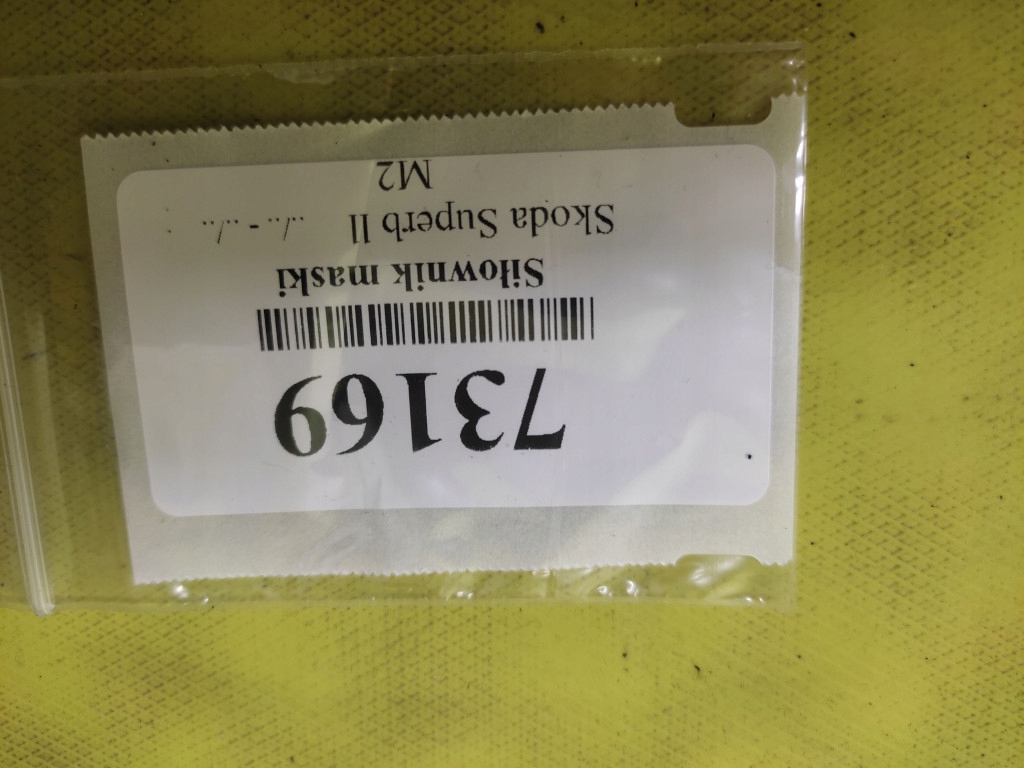 73169
Siłownik maski
Skoda Superb II ../.. - ../..
M2